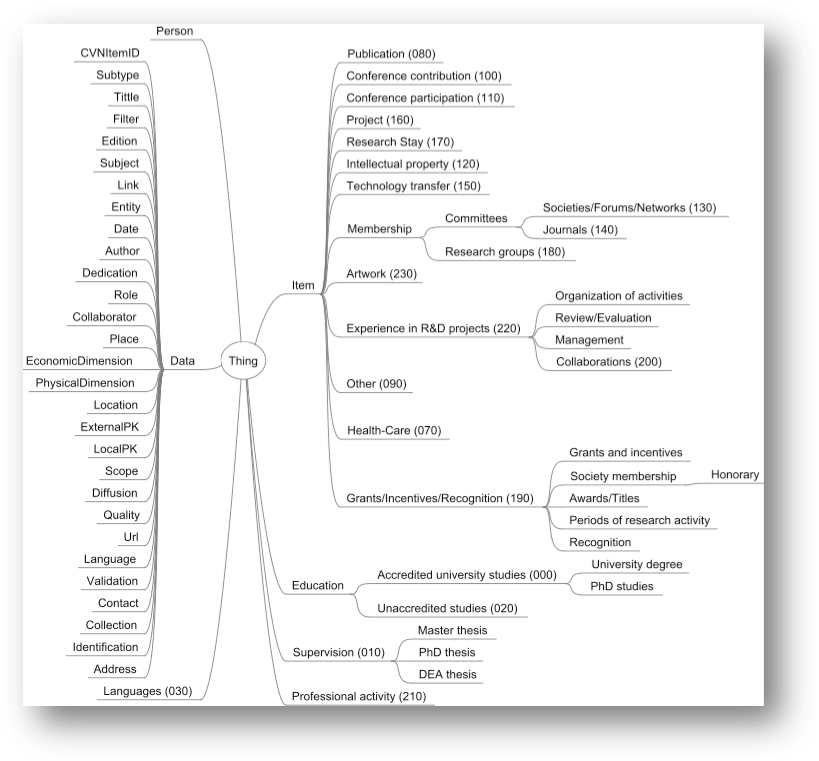 Person
CVNItemID
Subtype
Tittle
Filter
Edition
Subject
Link
Entity
Date
Author
Dedication
Role
Collaborator
Place
EconomicDimension
PhysicalDimension
Location
ExternalPK
LocalPK
Scope
Diffusion
Quality
Url
Language
Validation
Contact
Collection
Identification
Address
Languages (030)
Data
Thing
Item
Publication (080)
Conference contribution (100)
Conference participation (110)
Project (160)
Research Stay (170)
Intellectual property (120)
Technology transfer (150)
Membership
Committees
Societies/Forums/Networks (130)
Journals (140)
Research groups (180)
Artwork (230)
Experience in R&D projects (220)
Organization of activities
Review/Evaluation
Management
Collaborations (200)
Other (090)
Health-Care (070)
Grants/Incentives/Recognition (190)
Grants and incentives
Society membership
Honorary
Awards/Titles
Periods of research activity
Recognition
Education
Accredited university studies (000)
University degree
PhD studies
Unaccredited studies (020)
Supervision (010)
Master thesis
PhD thesis
DEA thesis
Professional activity (210)